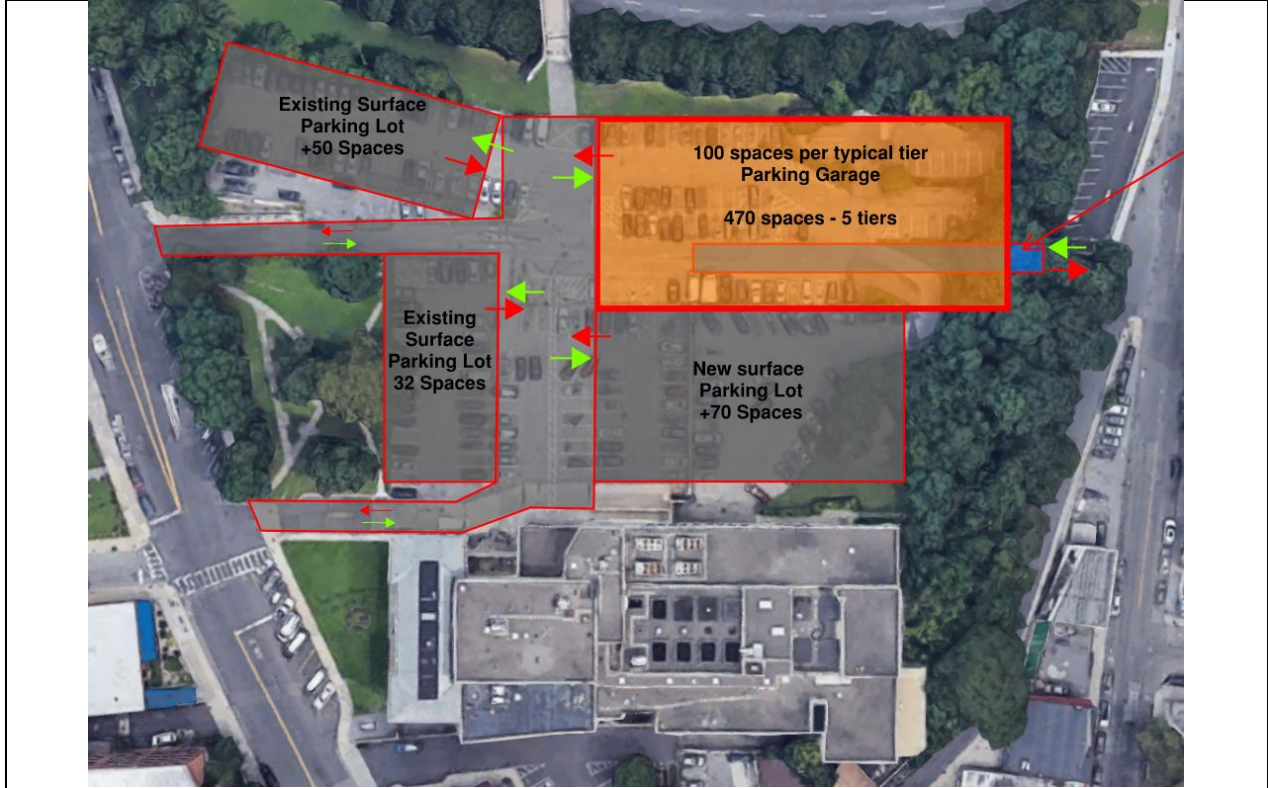 Existing Surface
Parking Lot
+50 Spaces
100 spaces per typical tier
Parking Garage
470 spaces - 5 tiers
Existing
Surface
Parking Lot
32 Spaces
New surface
Parking Lot
+70 Spaces